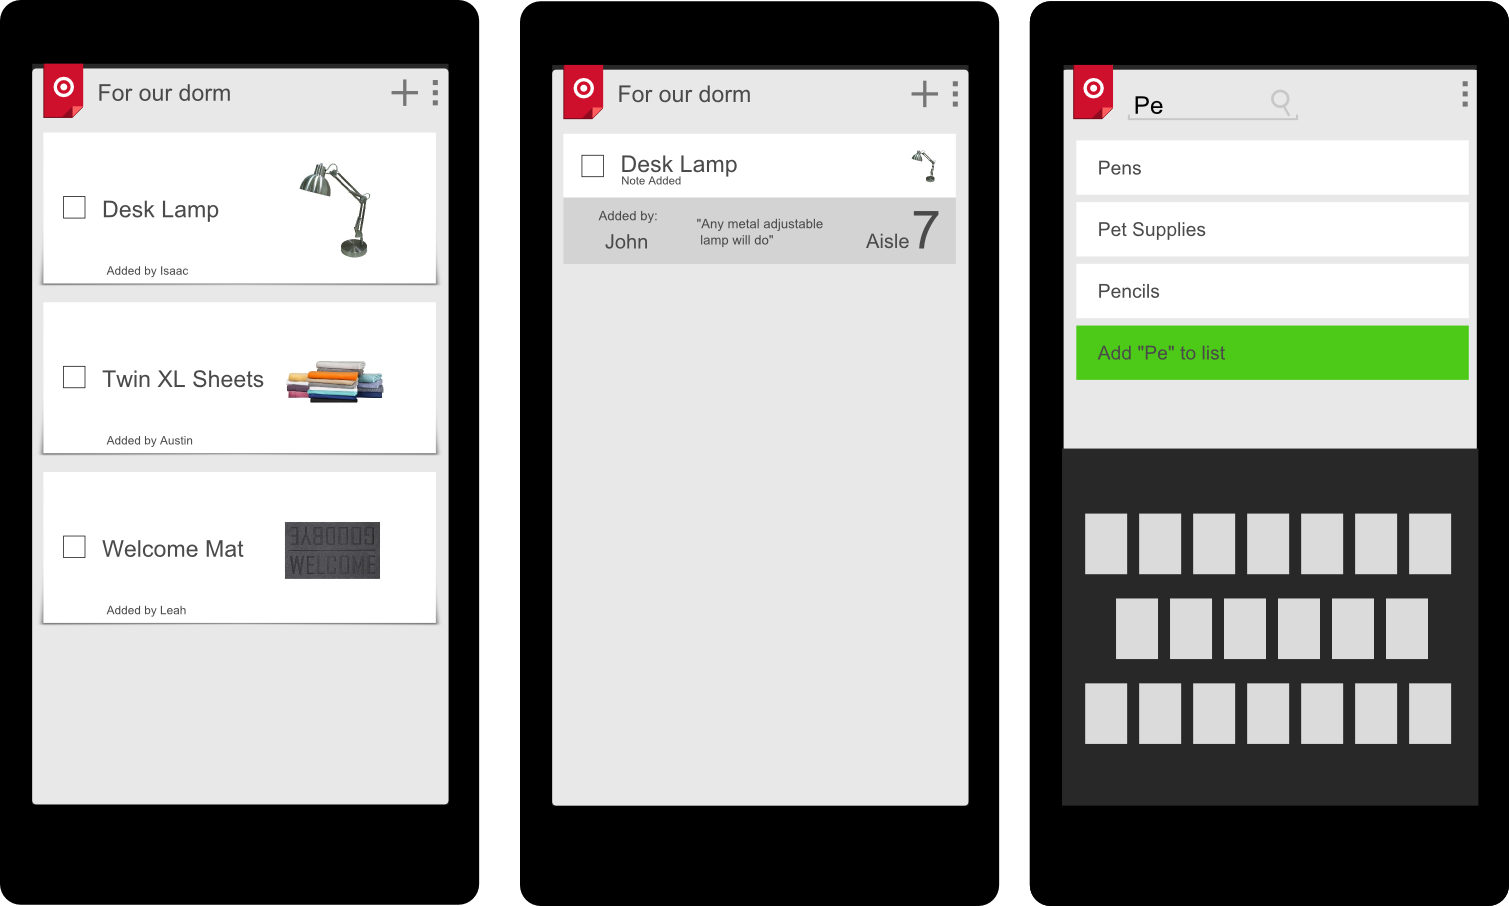 For our dorm
Desk Lamp
Added by Isaac
Twin XL Sheets
Added by Austin
Welcome Mat
GOODBYE
WELCOME
Added by Leah
For our dorm
Desk Lamp
Note Added
Added by:
John
"Any metal adjustable
lamp will do"
Aisle 7
Pe
Pens
Pet Supplies
Pencils
Add "Pe" to list